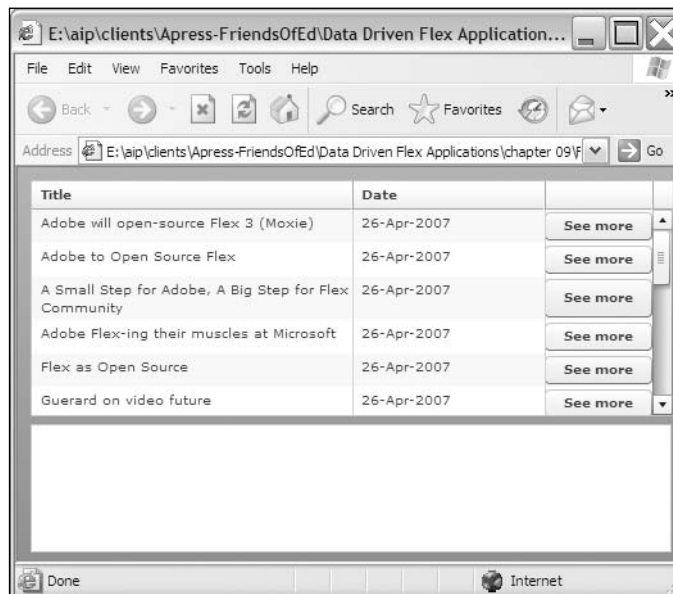 E:\aip\clients\Apress-FriendsOfEd\Data Driven Flex Application...
File Edit View Favorites Tools Help
Back Search Favorites »
Address E:\aip\clients\Apress-FriendsOfEd\Data Driven Flex Applications\chapter 09\F Go
Title Date
Adobe will open-source Flex 3 (Moxie) 26-Apr-2007 See more
Adobe to Open Source Flex 26-Apr-2007 See more
A Small Step for Adobe, A Big Step for Flex
Community 26-Apr-2007 See more
Adobe Flex-ing their muscles at Microsoft 26-Apr-2007 See more
Flex as Open Source 26-Apr-2007 See more
Guerard on video future 26-Apr-2007 See more
Done Internet